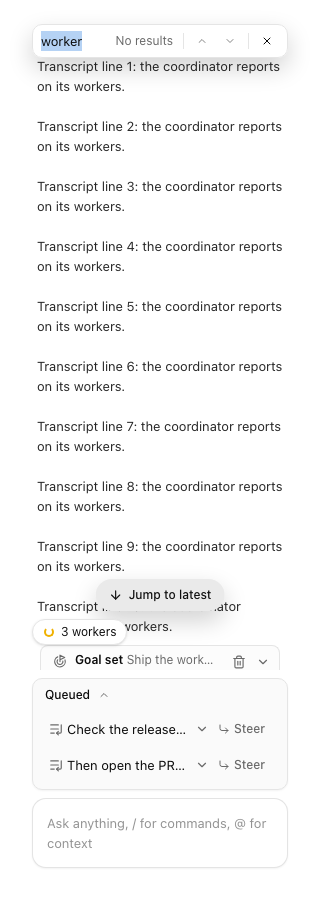 worker No results
Transcript line 1: the coordinator reports
on its workers.
Transcript line 2: the coordinator reports
on its workers.
Transcript line 3: the coordinator reports
on its workers.
Transcript line 4: the coordinator reports
on its workers.
Transcript line 5: the coordinator reports
on its workers.
Transcript line 6: the coordinator reports
on its workers.
Transcript line 7: the coordinator reports
on its workers.
Transcript line 8: the coordinator reports
on its workers.
Transcript line 9: the coordinator reports
on its workers.
Jump to latest
Transcript
workers.
3 workers
Goal set Ship the work...
Queued
Check the release... Steer
Then open the PR... Steer
Ask anything, / for commands, @ for
context